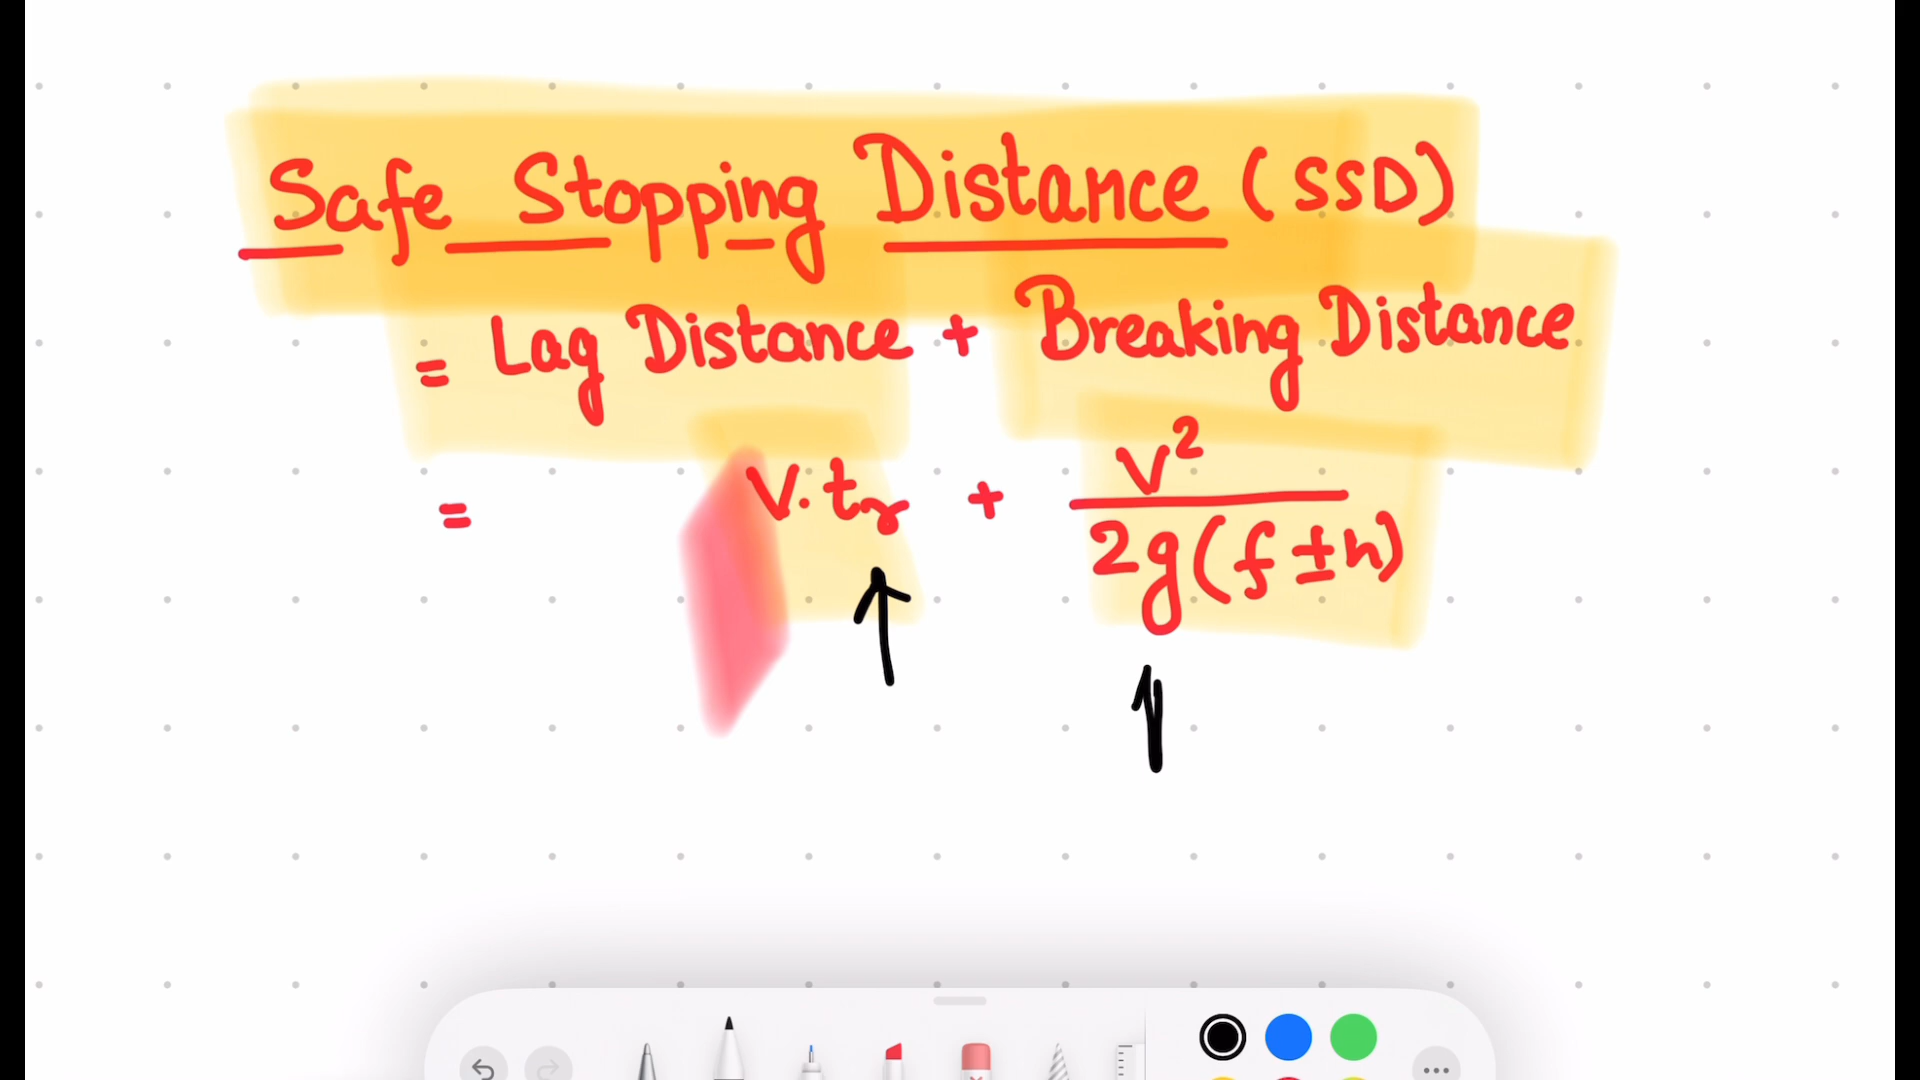 Safe Stopping Distance (SSD)
= Lag Distance + Breaking Distance
= V.tr + V²/2g(f ± n)